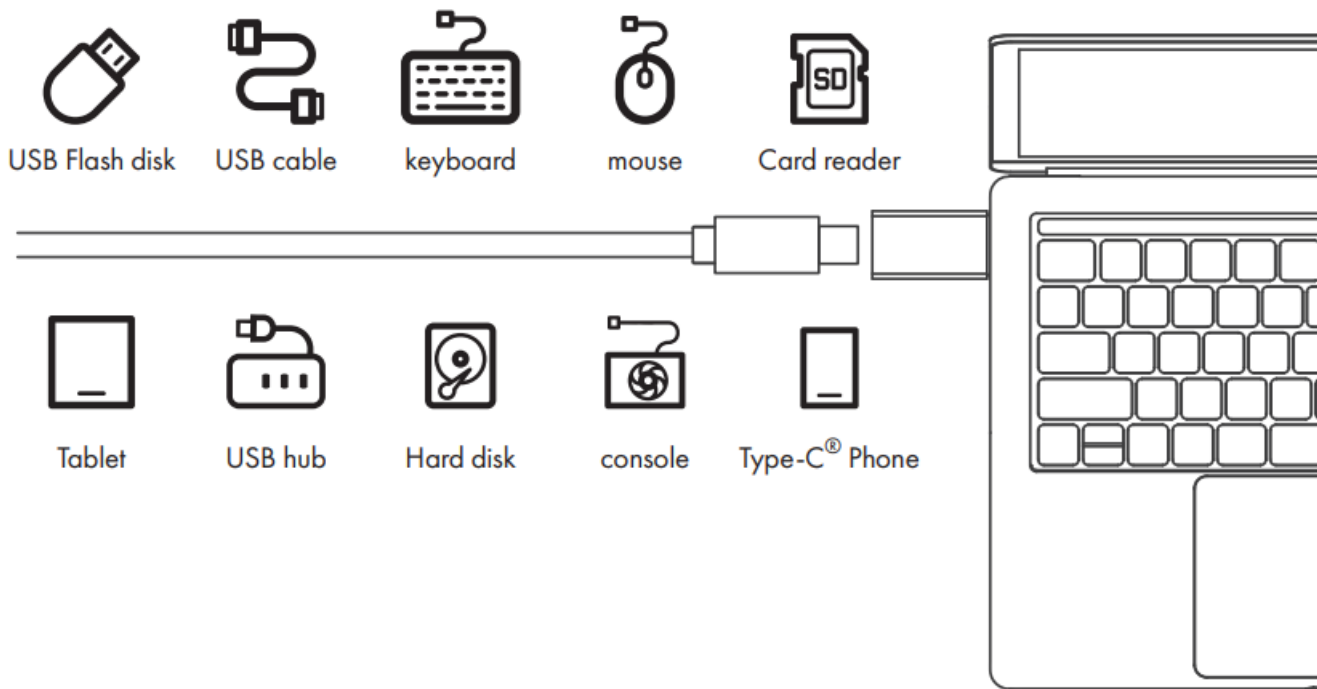 SD
USB Flash disk USB cable keyboard mouse Card reader
Tablet USB hub Hard disk console Type-C® Phone